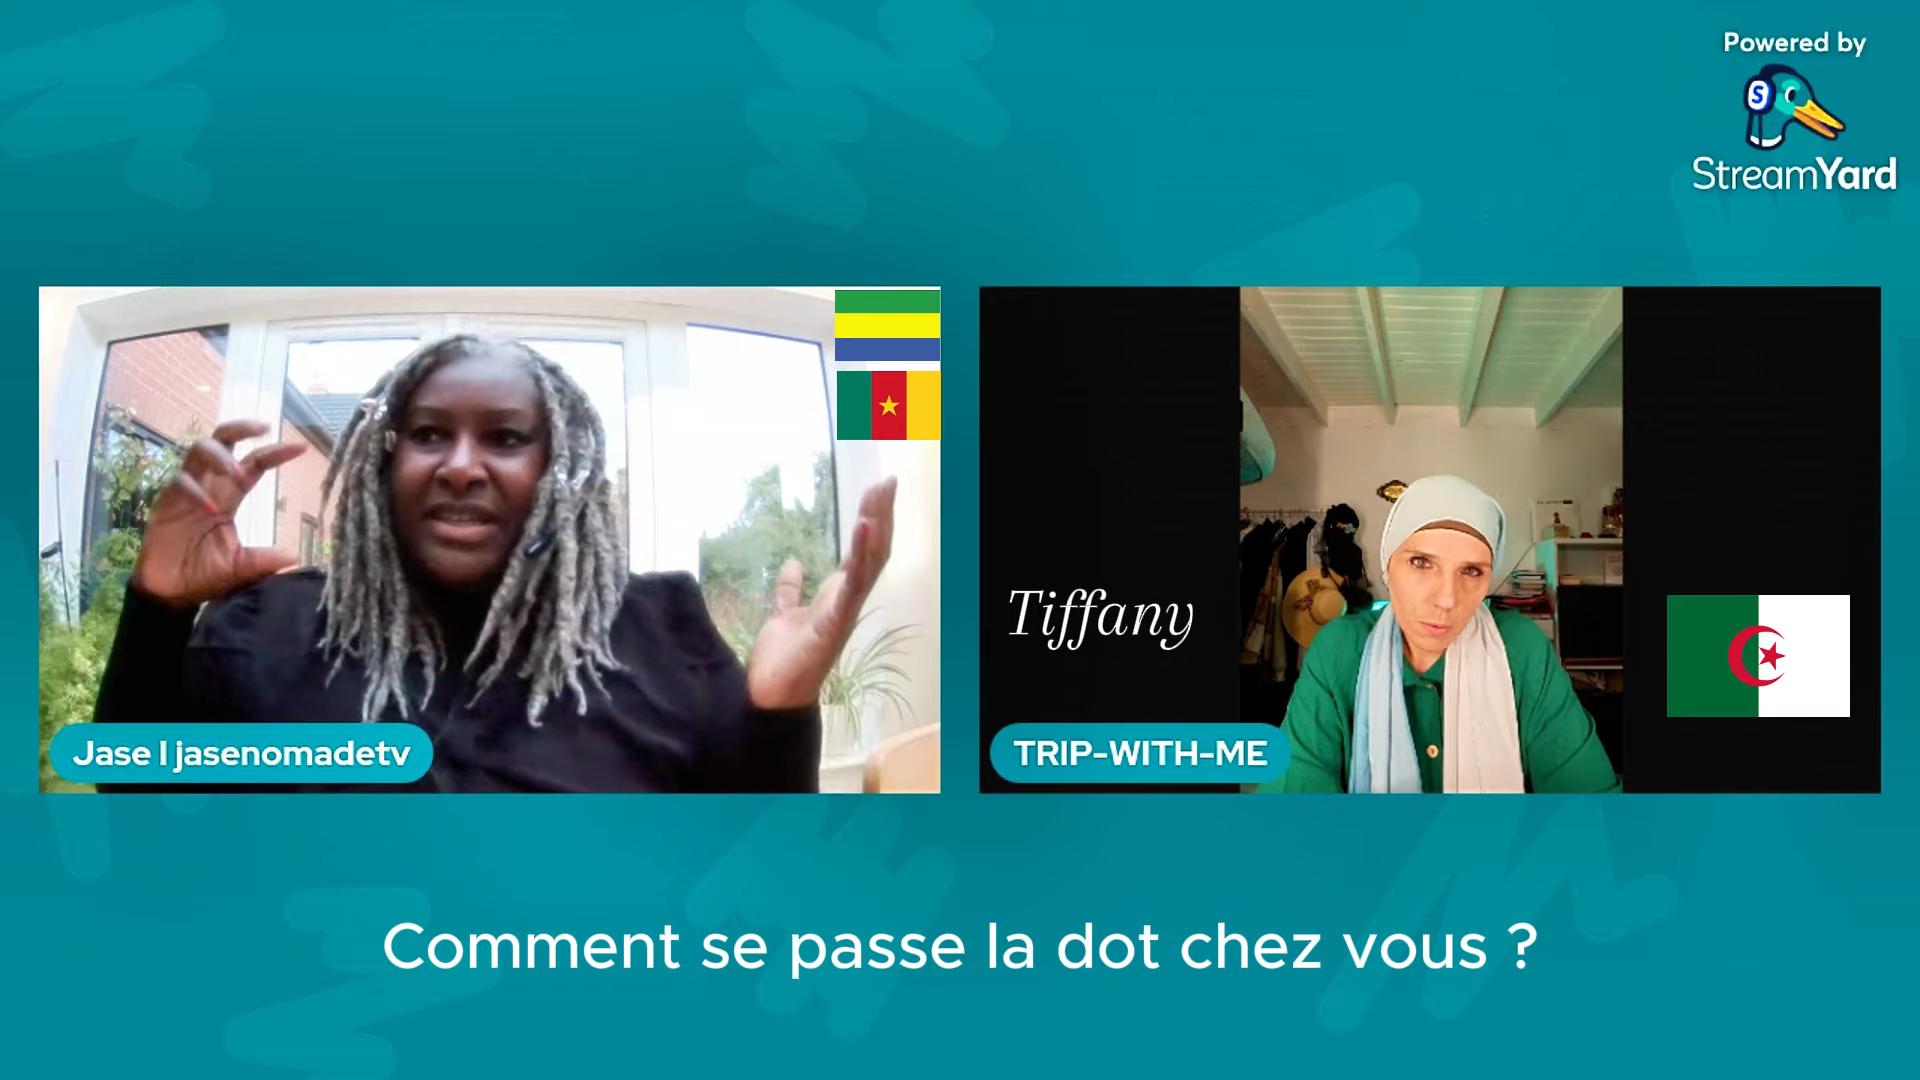 Powered by
S
StreamYard
Tiffany
Jase I jasenomadetv
TRIP-WITH-ME
Comment se passe la dot chez vous ?